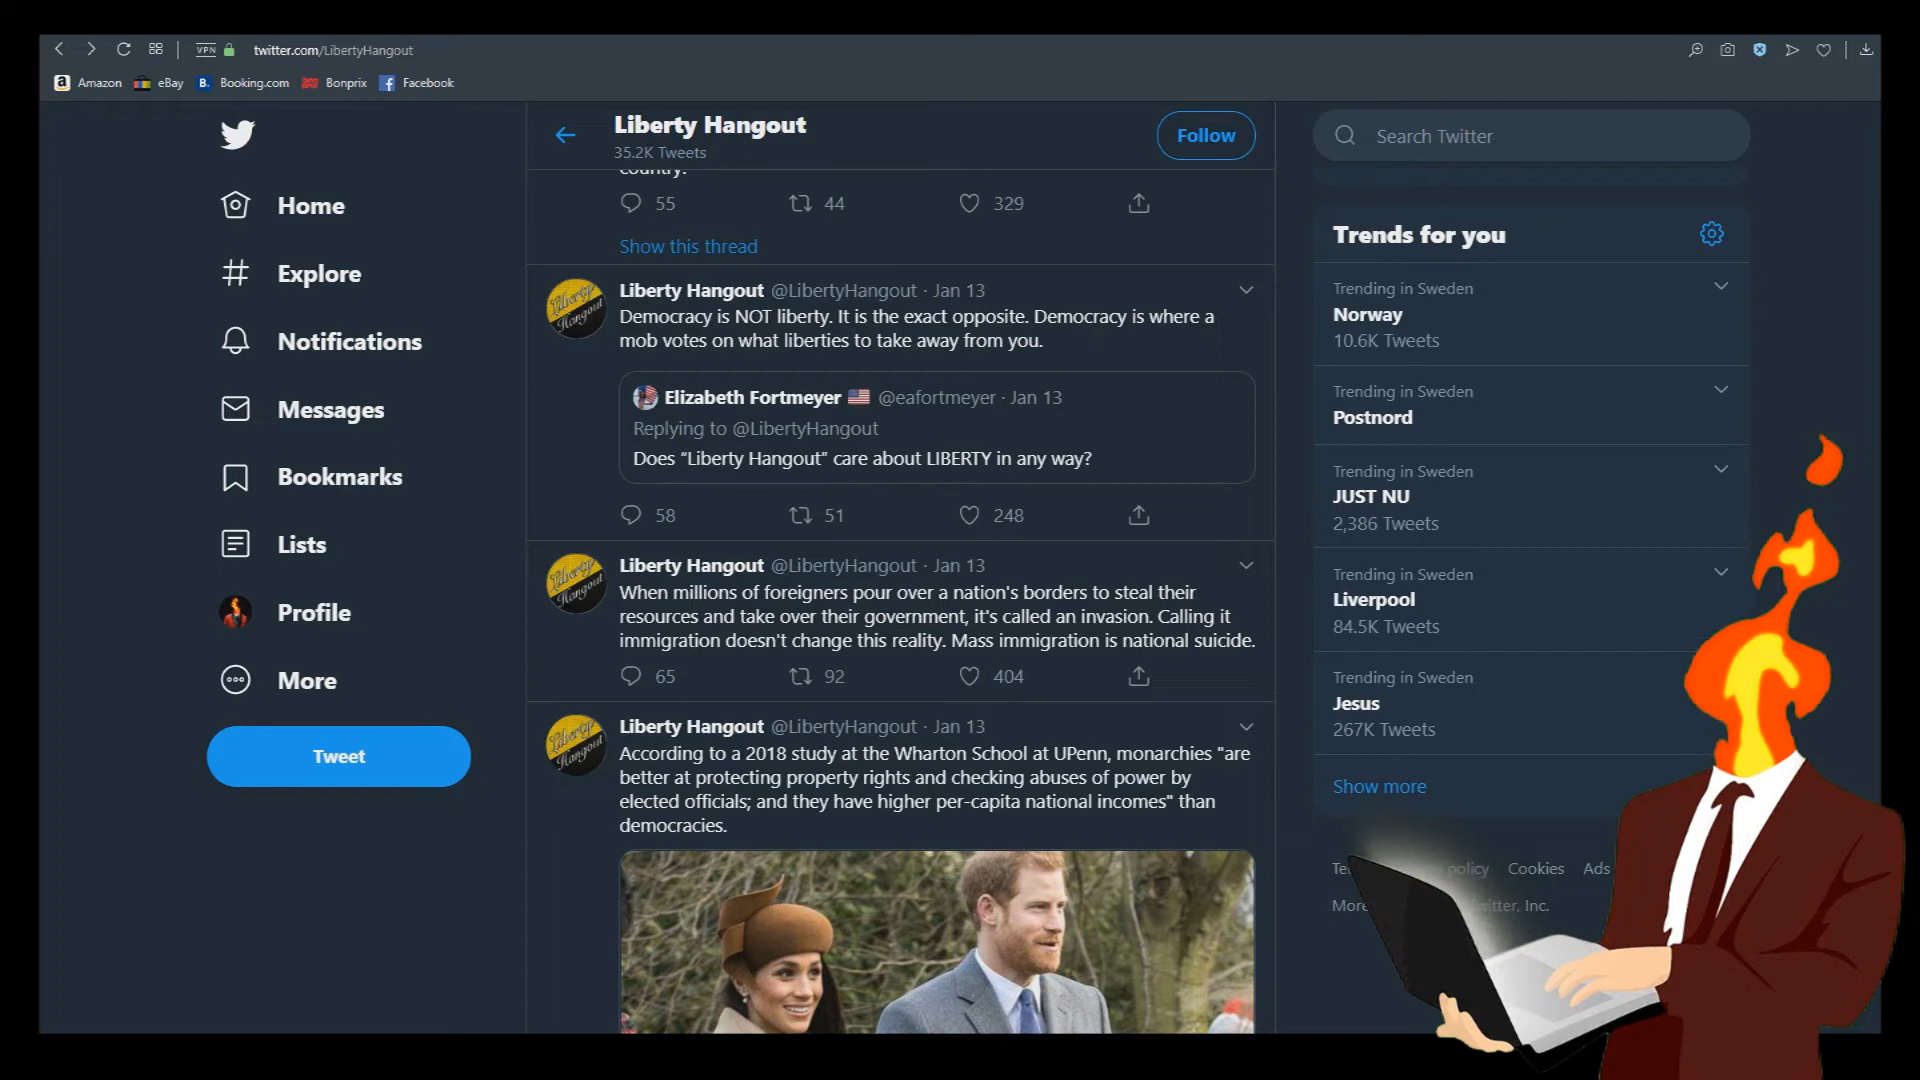 VPN
twitter.com/LibertyHangout
Amazon
eBay
B.
Booking.com
Bonprix
Facebook
Home
Explore
Notifications
Messages
Bookmarks
Lists
Profile
More
Tweet
Liberty Hangout
35.2K Tweets
Follow
country.
55
44
329
Show this thread
Liberty Hangout @LibertyHangout · Jan 13
Democracy is NOT liberty. It is the exact opposite. Democracy is where a
mob votes on what liberties to take away from you.
Elizabeth Fortmeyer 🇺🇸 @eafortmeyer · Jan 13
Replying to @LibertyHangout
Does “Liberty Hangout” care about LIBERTY in any way?
58
51
248
Liberty Hangout @LibertyHangout · Jan 13
When millions of foreigners pour over a nation's borders to steal their
resources and take over their government, it's called an invasion. Calling it
immigration doesn't change this reality. Mass immigration is national suicide.
65
92
404
Liberty Hangout @LibertyHangout · Jan 13
According to a 2018 study at the Wharton School at UPenn, monarchies "are
better at protecting property rights and checking abuses of power by
elected officials; and they have higher per-capita national incomes" than
democracies.
Search Twitter
Trends for you
Trending in Sweden
Norway
10.6K Tweets
Trending in Sweden
Postnord
Trending in Sweden
JUST NU
2,386 Tweets
Trending in Sweden
Liverpool
84.5K Tweets
Trending in Sweden
Jesus
267K Tweets
Show more
policy Cookies Ads
More
Inc.